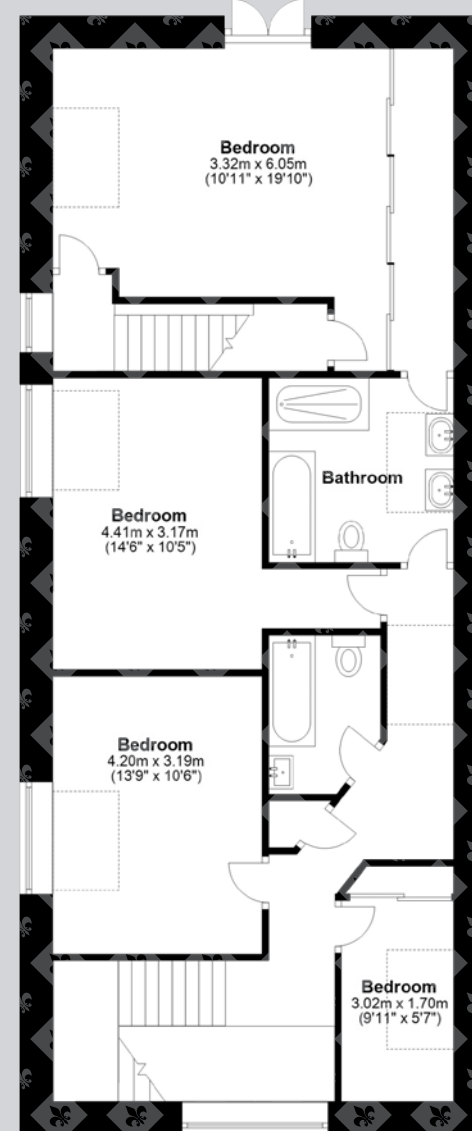 Bedroom
3.32m x 6.05m
(10'11" x 19'10")
Bathroom
Bedroom
4.41m x 3.17m
(14'6" x 10'5")
Bedroom
4.20m x 3.19m
(13'9" x 10'6")
Bedroom
3.02m x 1.70m
(9'11" x 5'7")